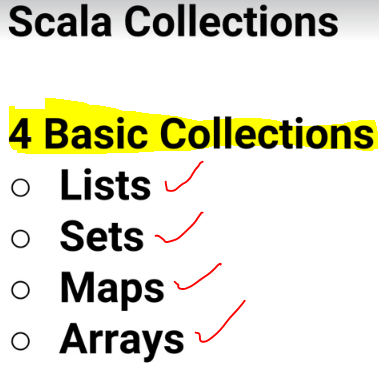 Scala Collections
4 Basic Collections
Lists
Sets
Maps
Arrays